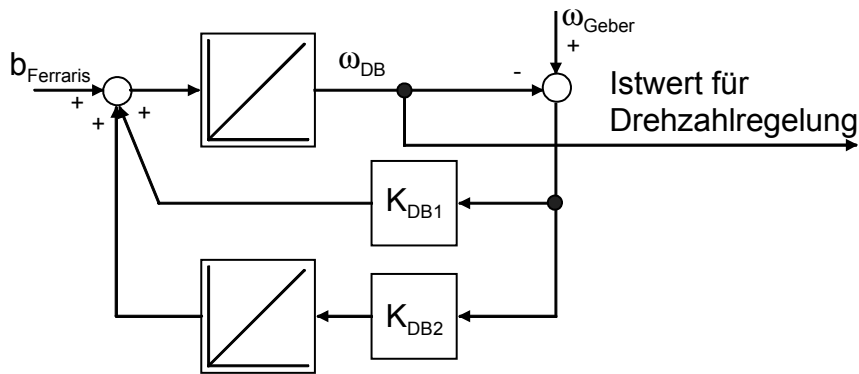 ω_Geber
+
b_Ferraris
ω_DB
-
Istwert für
Drehzahlregelung
+
+
+
K_DB1
K_DB2